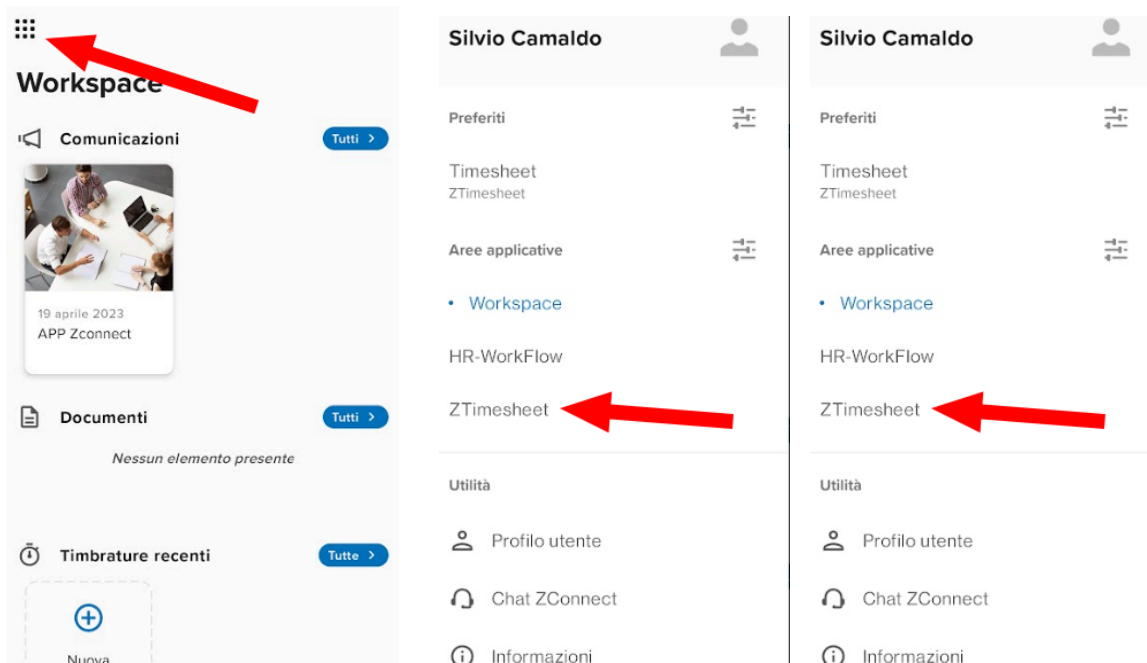 Workspace
Comunicazioni
Tutti >
19 aprile 2023
APP Zconnect
Documenti
Tutti >
Nessun elemento presente
Timbrature recenti
Tutte >
Nuova
Silvio Camaldo
Preferiti
Timesheet
ZTimesheet
Aree applicative
• Workspace
HR-WorkFlow
ZTimesheet
Utilità
Profilo utente
Chat ZConnect
Informazioni
Silvio Camaldo
Preferiti
Timesheet
ZTimesheet
Aree applicative
• Workspace
HR-WorkFlow
ZTimesheet
Utilità
Profilo utente
Chat ZConnect
Informazioni